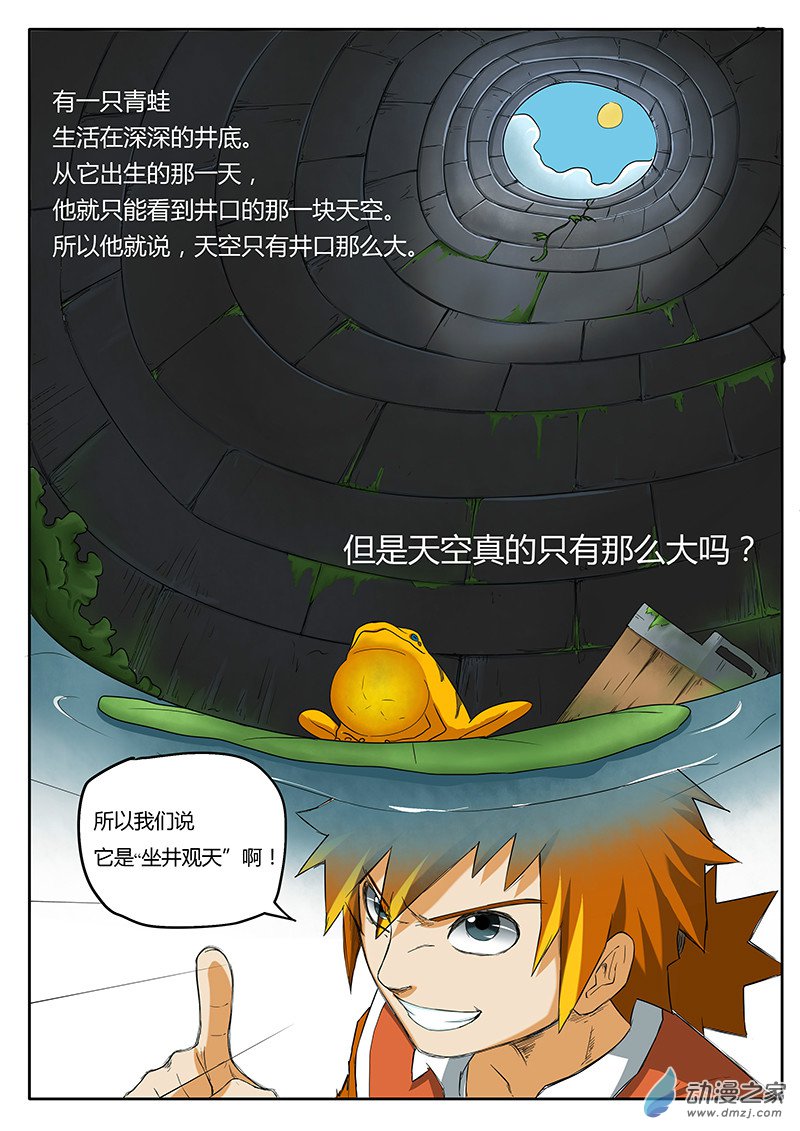 有一只青蛙
生活在深深的井底。
从它出生的那一天，
他就只能看到井口的那一块天空。
所以他就说，天空只有井口那么大。
但是天空真的只有那么大吗？
所以我们说
它是“坐井观天”啊！
动漫之家
www.dmzj.com